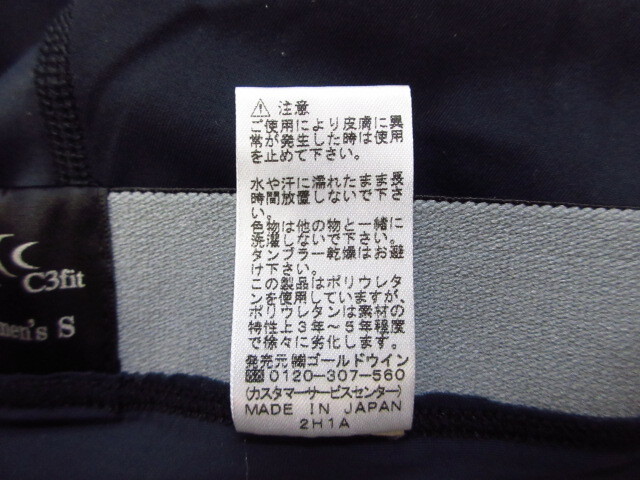 ⚠ 注意
ご使用により皮膚に異
常が発生した時は使用
を止めて下さい。
水や汗に濡れたまま長
時間放置しないで下さ
い。
色物は他の物と一緒に
洗濯しないで下さい。
タンブラー乾燥はお避
け下さい。
この製品はポリウレタ
ンを使用していますが、
ポリウレタンは素材の
特性上3年～5年程度
で徐々に劣化します。
発売元 ㈱ゴールドウイン
0120-307-560
(カスタマーサービスセンター)
MADE IN JAPAN
2H1A
C3fit
men's S